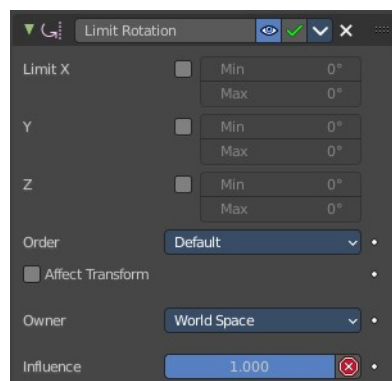 Limit Rotation
Limit X Min 0°
Max 0°
Y Min 0°
Max 0°
Z Min 0°
Max 0°
Order Default
Affect Transform
Owner World Space
Influence 1.000